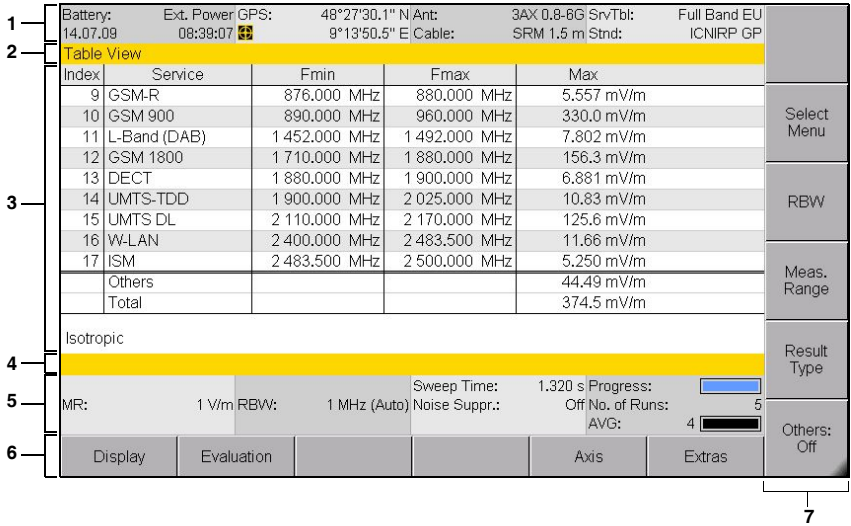 Battery: Ext. Power GPS: 48°27'30.1" N Ant: 3AX 0.8-6G SrvTbl: Full Band EU
1
14.07.09 08:39:07 9°13'50.5" E Cable: SRM 1.5 m Stnd: ICNIRP GP
2 Table View
Index Service Fmin Fmax Max
9 GSM-R 876.000 MHz 880.000 MHz 5.557 mV/m
10 GSM 900 890.000 MHz 960.000 MHz 330.0 mV/m
Select
Menu
11 L-Band (DAB) 1 452.000 MHz 1 492.000 MHz 7.802 mV/m
12 GSM 1800 1 710.000 MHz 1 880.000 MHz 156.3 mV/m
13 DECT 1 880.000 MHz 1 900.000 MHz 6.881 mV/m
3 14 UMTS-TDD 1 900.000 MHz 2 025.000 MHz 10.83 mV/m RBW
15 UMTS DL 2 110.000 MHz 2 170.000 MHz 125.6 mV/m
16 W-LAN 2 400.000 MHz 2 483.500 MHz 11.66 mV/m
17 ISM 2 483.500 MHz 2 500.000 MHz 5.250 mV/m
Meas.
Range
Others 44.49 mV/m
Total 374.5 mV/m
Isotropic
Result
Type
4
Sweep Time: 1.320 s Progress:
5 MR: 1 V/m RBW: 1 MHz (Auto) Noise Suppr.: Off No. of Runs: 5
AVG: 4
Others:
Off
6 Display Evaluation Axis Extras
7